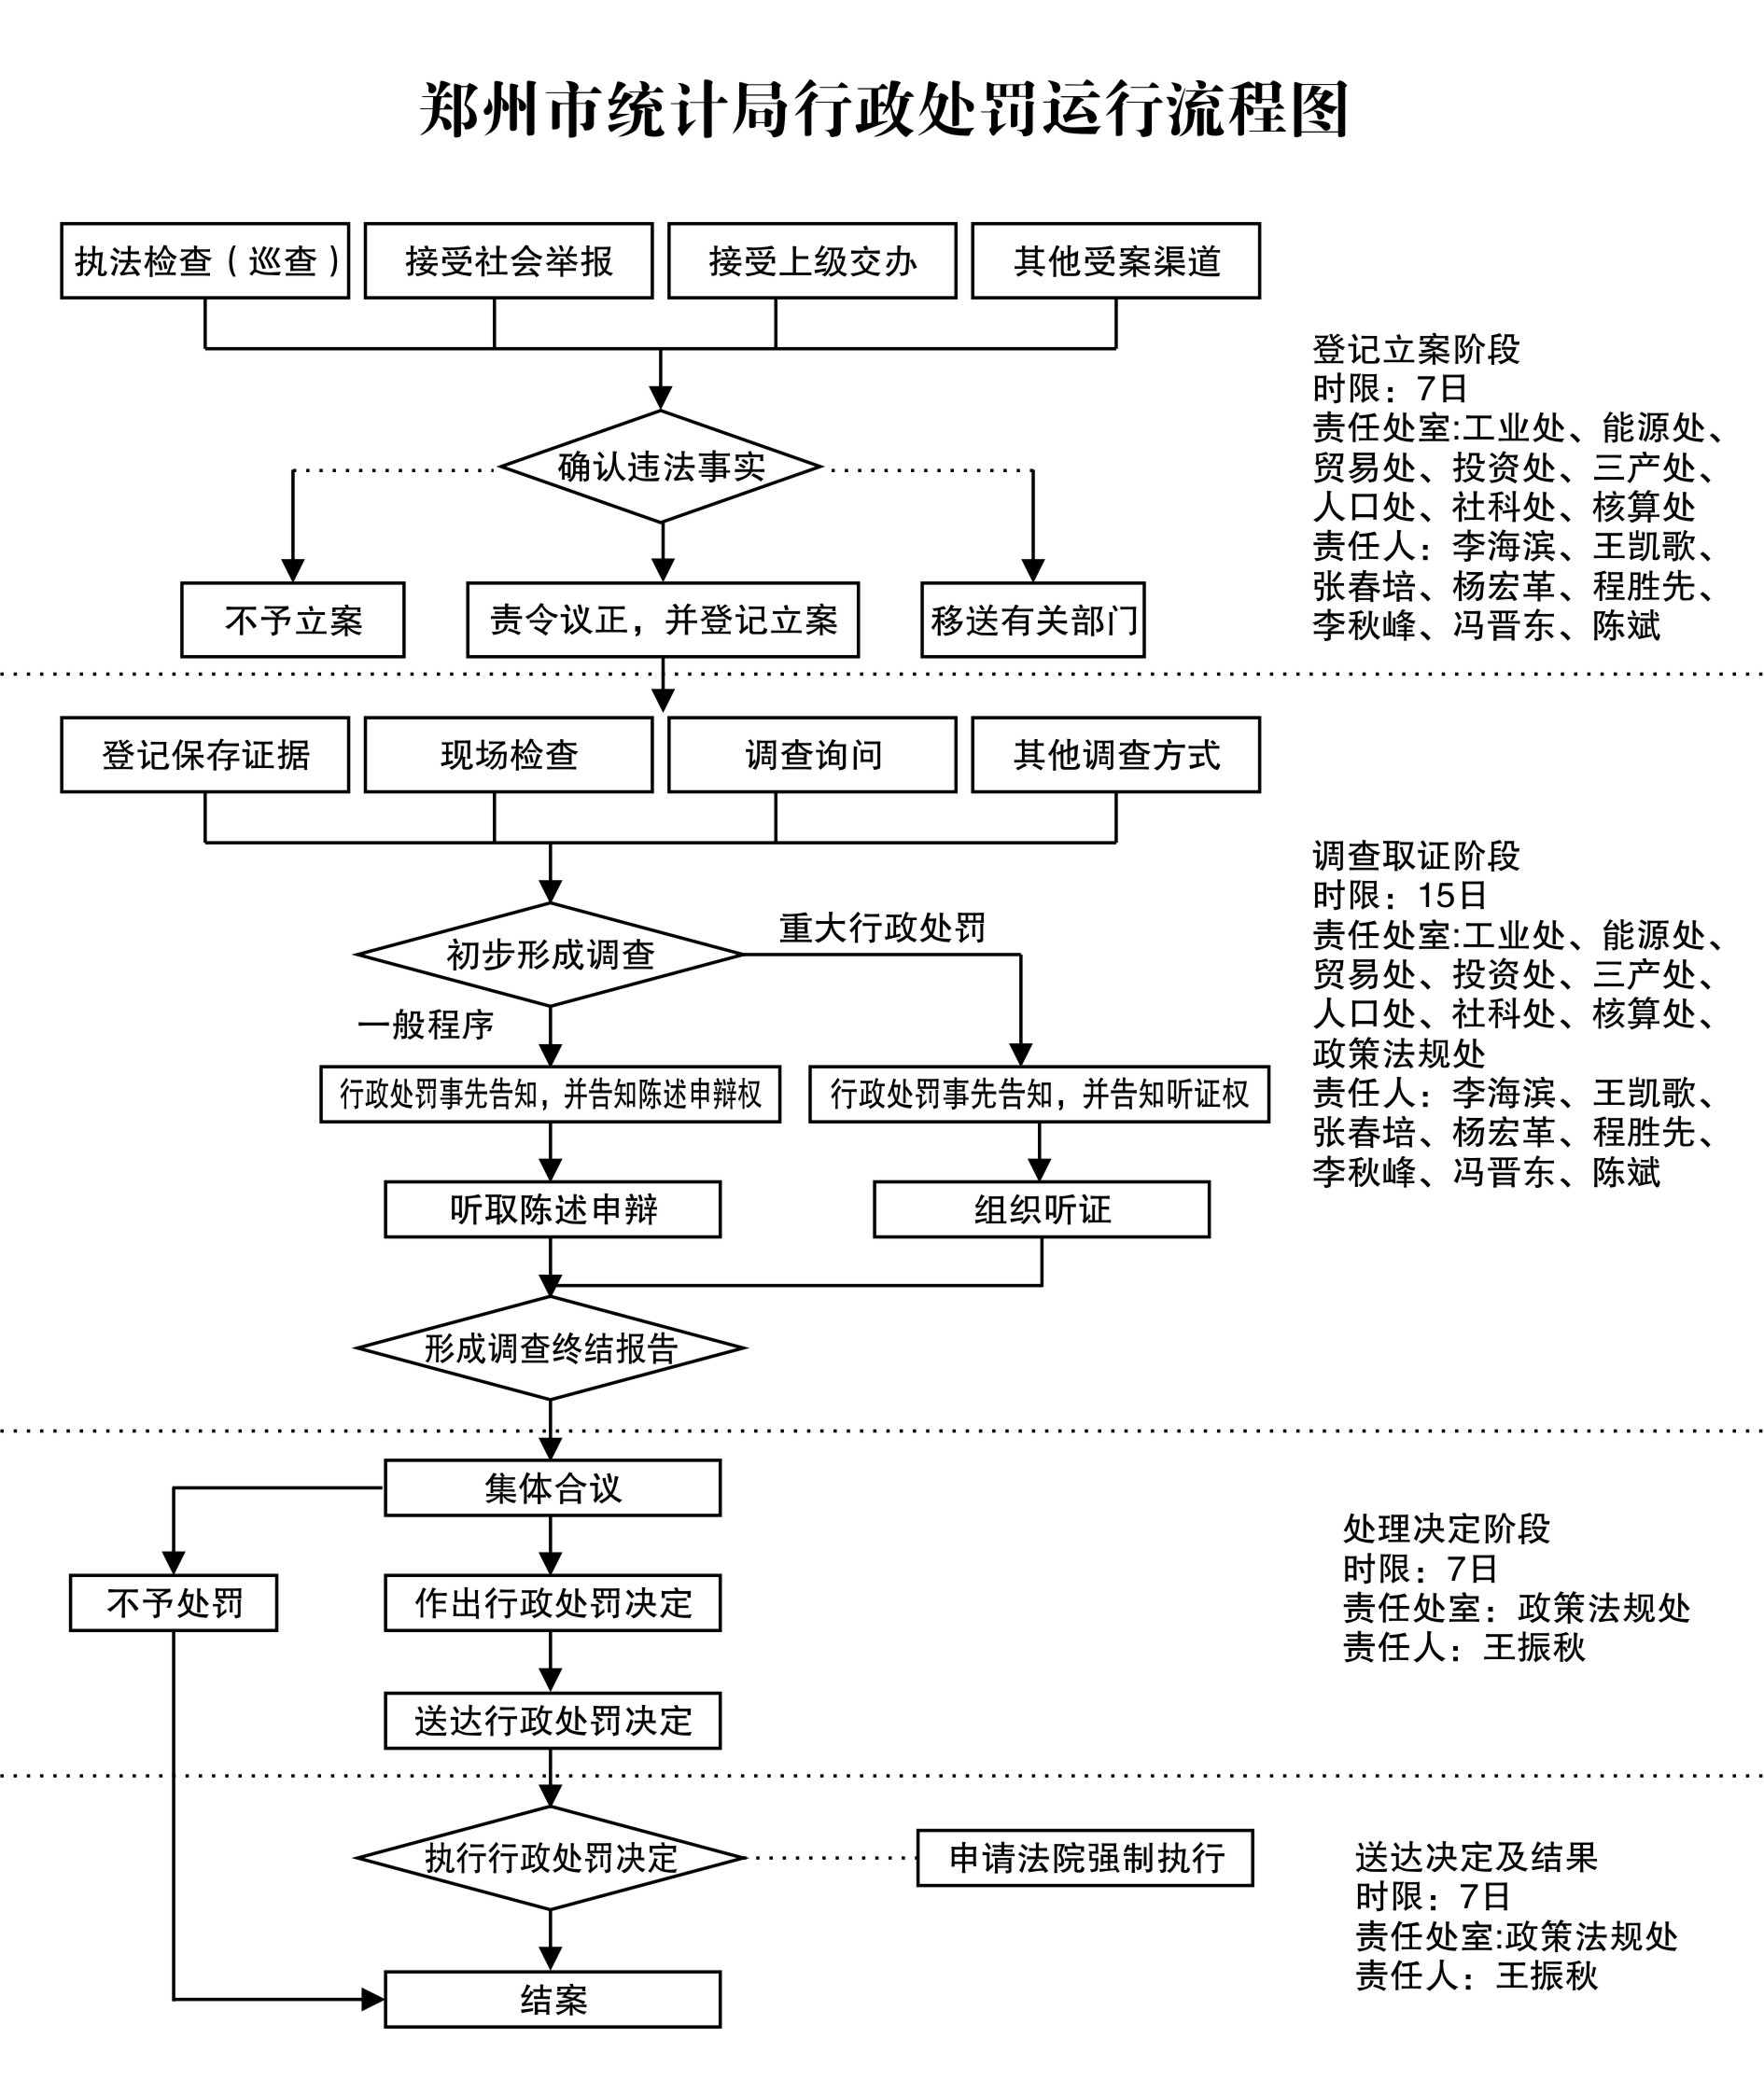 郑州市统计局行政处罚运行流程图
执法检查（巡查）
接受社会举报
接受上级交办
其他受案渠道
登记立案阶段
时限：7日
责任处室:工业处、能源处、
贸易处、投资处、三产处、
人口处、社科处、核算处
责任人：李海滨、王凯歌、
张春培、杨宏革、程胜先、
李秋峰、冯晋东、陈斌
确认违法事实
不予立案
责令议正，并登记立案
移送有关部门
登记保存证据
现场检查
调查询问
其他调查方式
调查取证阶段
时限：15日
责任处室:工业处、能源处、
贸易处、投资处、三产处、
人口处、社科处、核算处、
政策法规处
责任人：李海滨、王凯歌、
张春培、杨宏革、程胜先、
李秋峰、冯晋东、陈斌
初步形成调查
重大行政处罚
一般程序
行政处罚事先告知，并告知陈述申辩权
行政处罚事先告知，并告知听证权
听取陈述申辩
组织听证
形成调查终结报告
集体合议
不予处罚
作出行政处罚决定
送达行政处罚决定
处理决定阶段
时限：7日
责任处室：政策法规处
责任人：王振秋
执行行政处罚决定
申请法院强制执行
送达决定及结果
时限：7日
责任处室:政策法规处
责任人：王振秋
结案